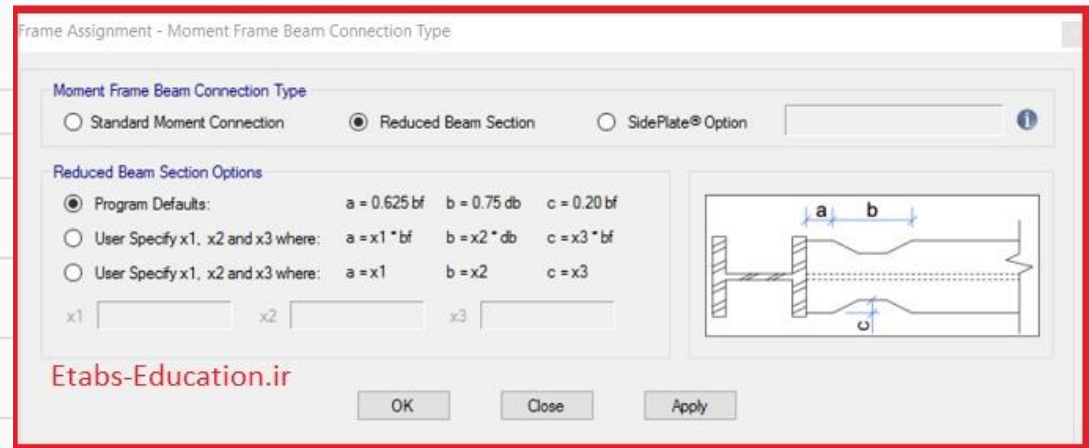 Frame Assignment - Moment Frame Beam Connection Type
Moment Frame Beam Connection Type
Standard Moment Connection Reduced Beam Section SidePlate® Option
Reduced Beam Section Options
Program Defaults: a = 0.625 bf b = 0.75 db c = 0.20 bf
User Specify x1, x2 and x3 where: a = x1 * bf b = x2 * db c = x3 * bf
User Specify x1, x2 and x3 where: a = x1 b = x2 c = x3
x1 x2 x3
a b
c
Etabs-Education.ir
OK Close Apply